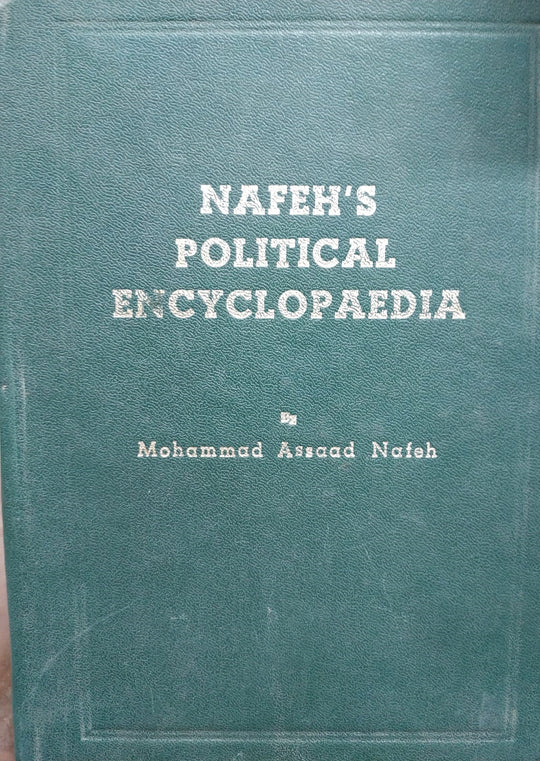 NAFEH'S
POLITICAL
ENCYCLOPAEDIA
By
Mohammad Assaad Nafeh